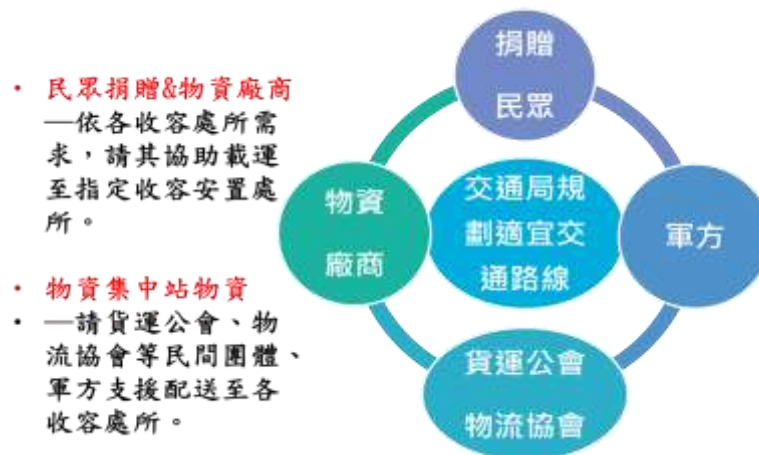 • 民眾捐贈&物資廠商
—依各收容處所需
求，請其協助載運
至指定收容安置處
所。
• 物資集中站物資
• —請貨運公會、物
流協會等民間團體、
軍方支援配送至各
收容處所。
捐贈
民眾
物資
廠商
交通局規
劃適宜交
通路線
軍方
貨運公會
物流協會